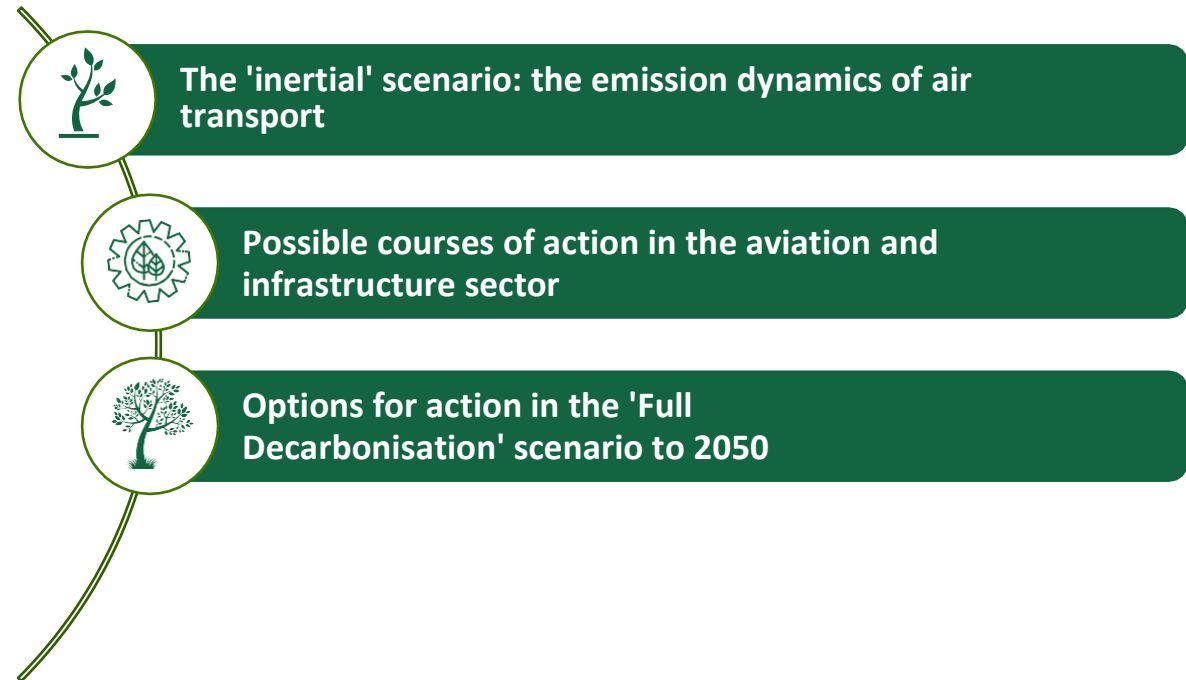 The 'inertial' scenario: the emission dynamics of air
transport
Possible courses of action in the aviation and
infrastructure sector
Options for action in the 'Full
Decarbonisation' scenario to 2050